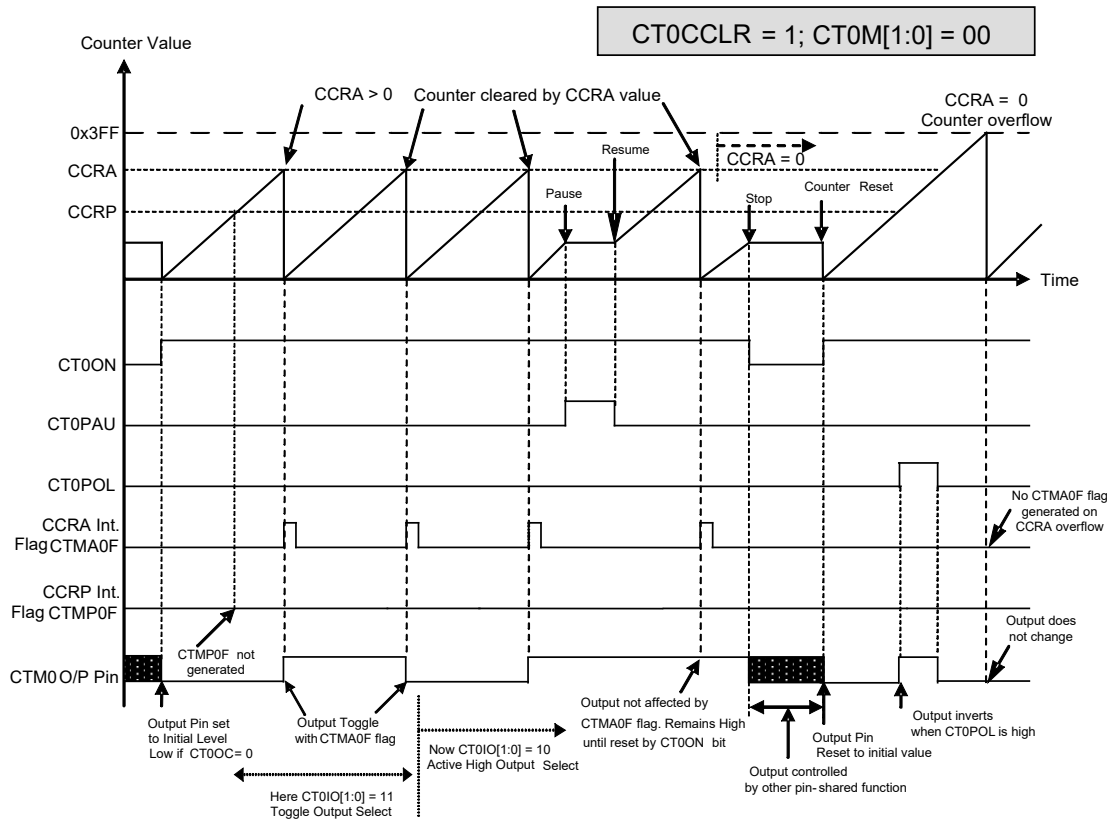 CT0CCLR = 1; CT0M[1:0] = 00
Counter Value
CCRA > 0
Counter cleared by CCRA value
CCRA = 0
Counter overflow
0x3FF
CCRA = 0
Resume
CCRA
Pause
Stop
Counter Reset
CCRP
Time
CT0ON
CT0PAU
CT0POL
No CTMA0F flag
generated on
CCRA overflow
CCRA Int.
Flag CTMA0F
CCRP Int.
Flag CTMP0F
CTMP0F not
generated
Output does
not change
CTM0 O/P Pin
Output Pin set
to Initial Level
Low if CT0OC= 0
Output Toggle
with CTMA0F flag
Output not affected by
CTMA0F flag. Remains High
until reset by CT0ON bit
Output inverts
when CT0POL is high
Output Pin
Reset to initial value
Now CT0IO[1:0] = 10
Active High Output Select
Output controlled
by other pin-shared function
Here CT0IO[1:0] = 11
Toggle Output Select